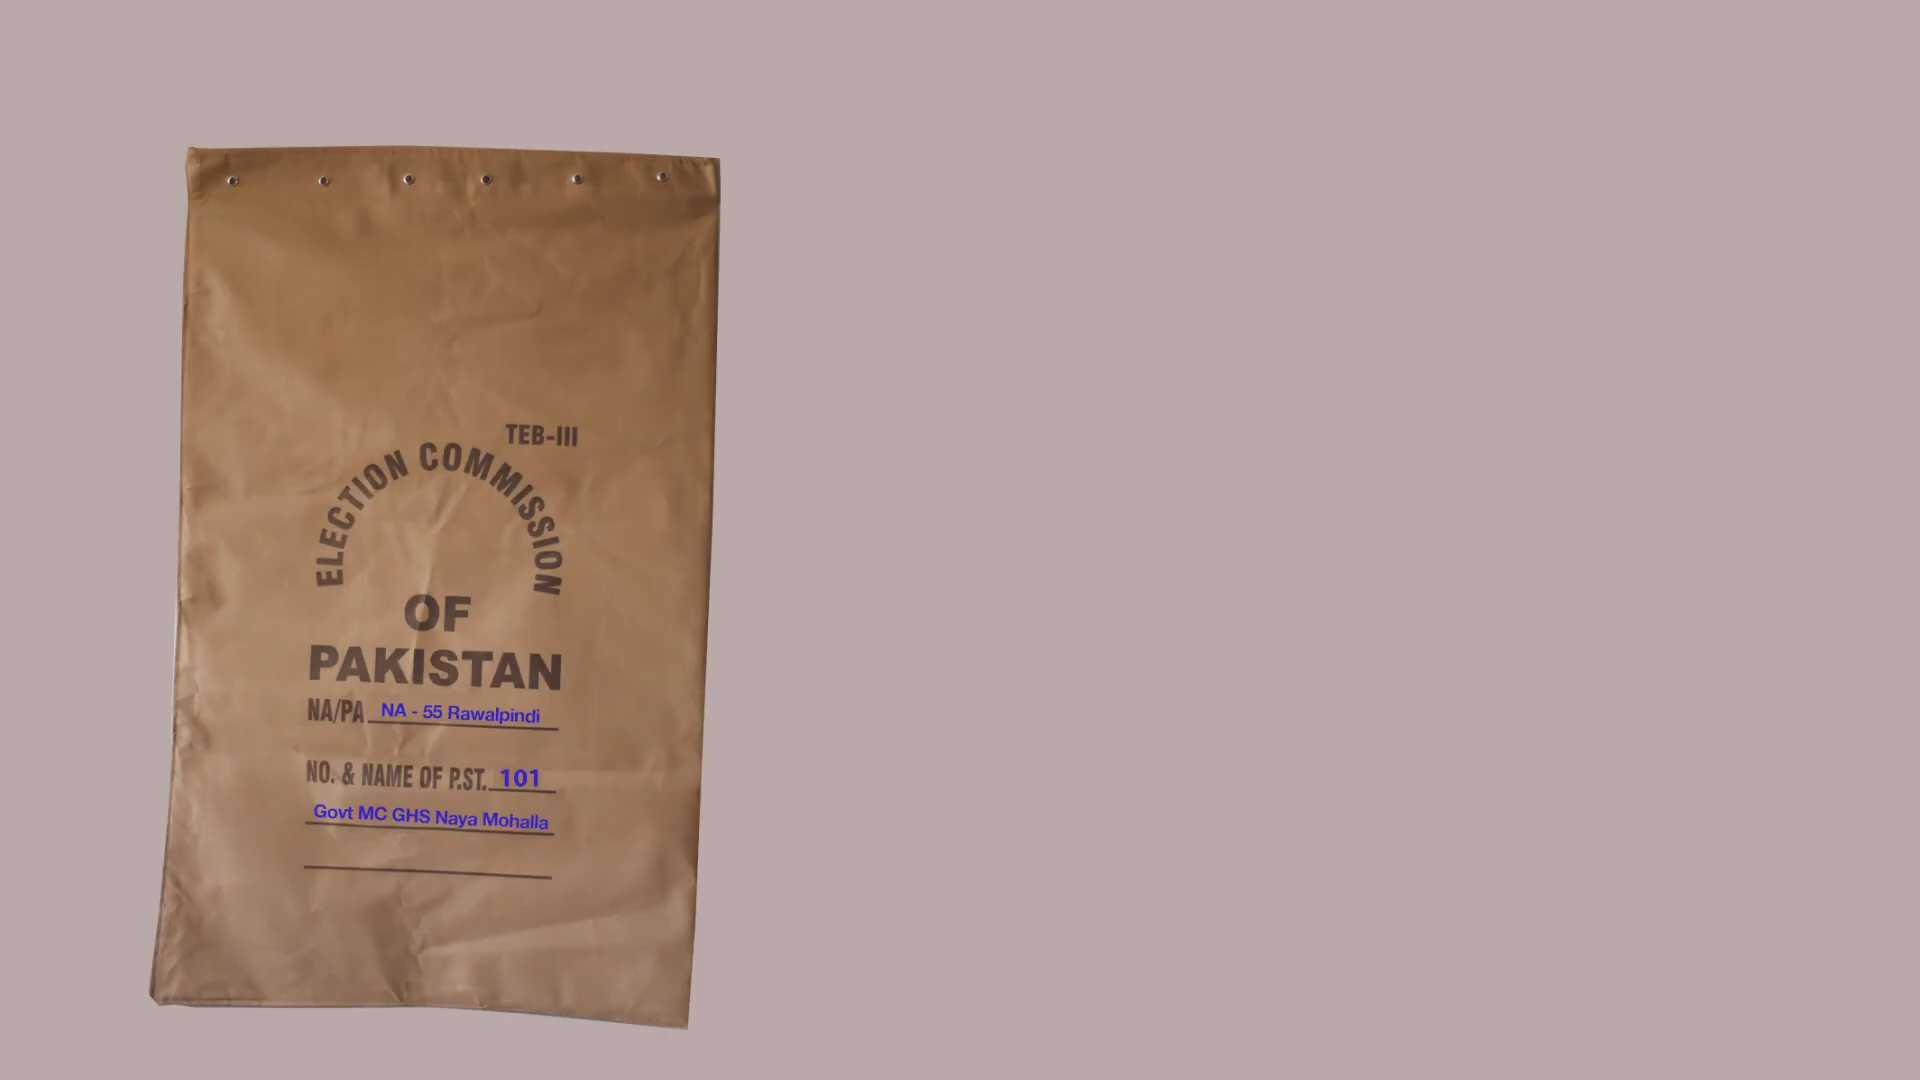 TEB-III
ELECTION COMMISSION
OF
PAKISTAN
NA/PA NA - 55 Rawalpindi
NO. & NAME OF P.ST. 101
Govt MC GHS Naya Mohalla